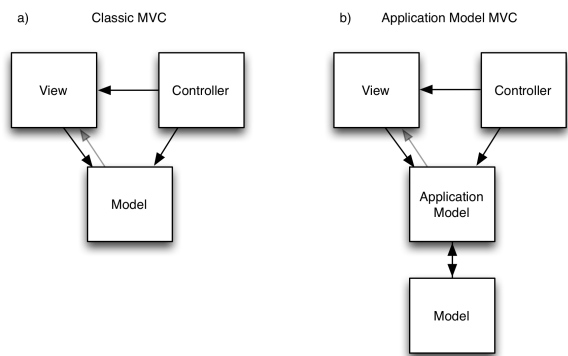 a) Classic MVC
View
Controller
Model
b) Application Model MVC
View
Controller
Application
Model
Model